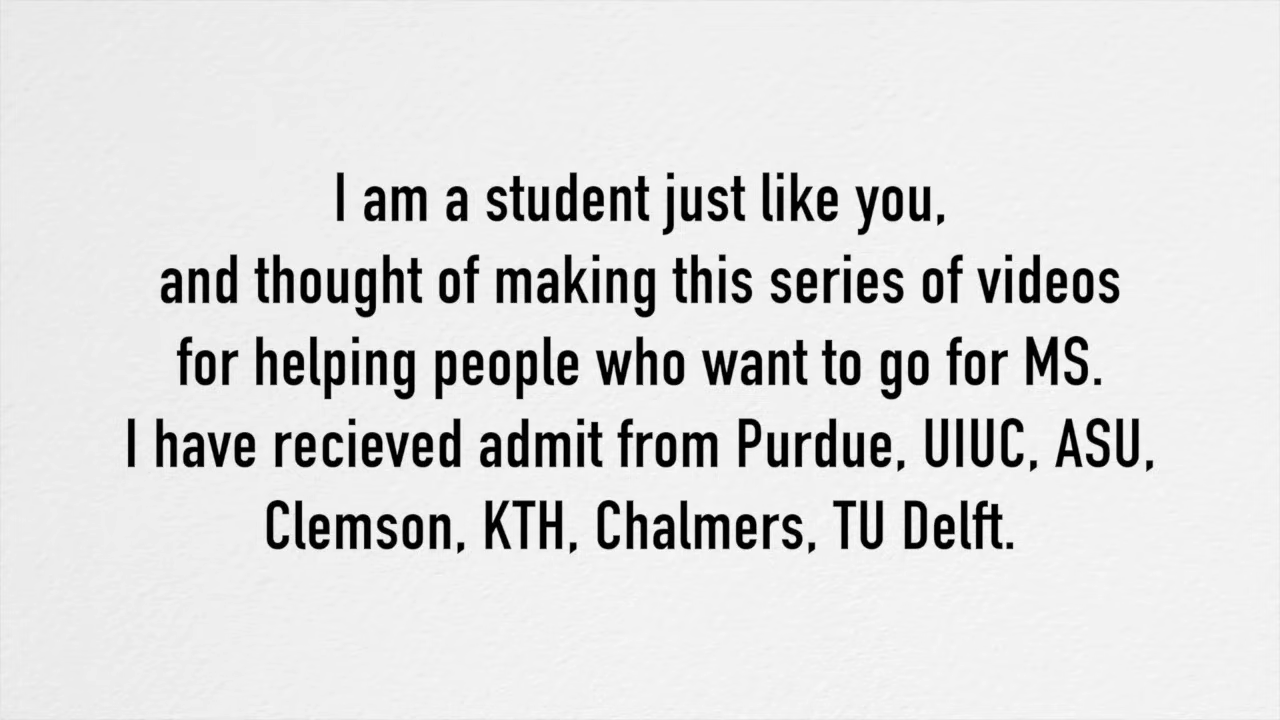 I am a student just like you,
and thought of making this series of videos
for helping people who want to go for MS.
I have recieved admit from Purdue, UIUC, ASU,
Clemson, KTH, Chalmers, TU Delft.